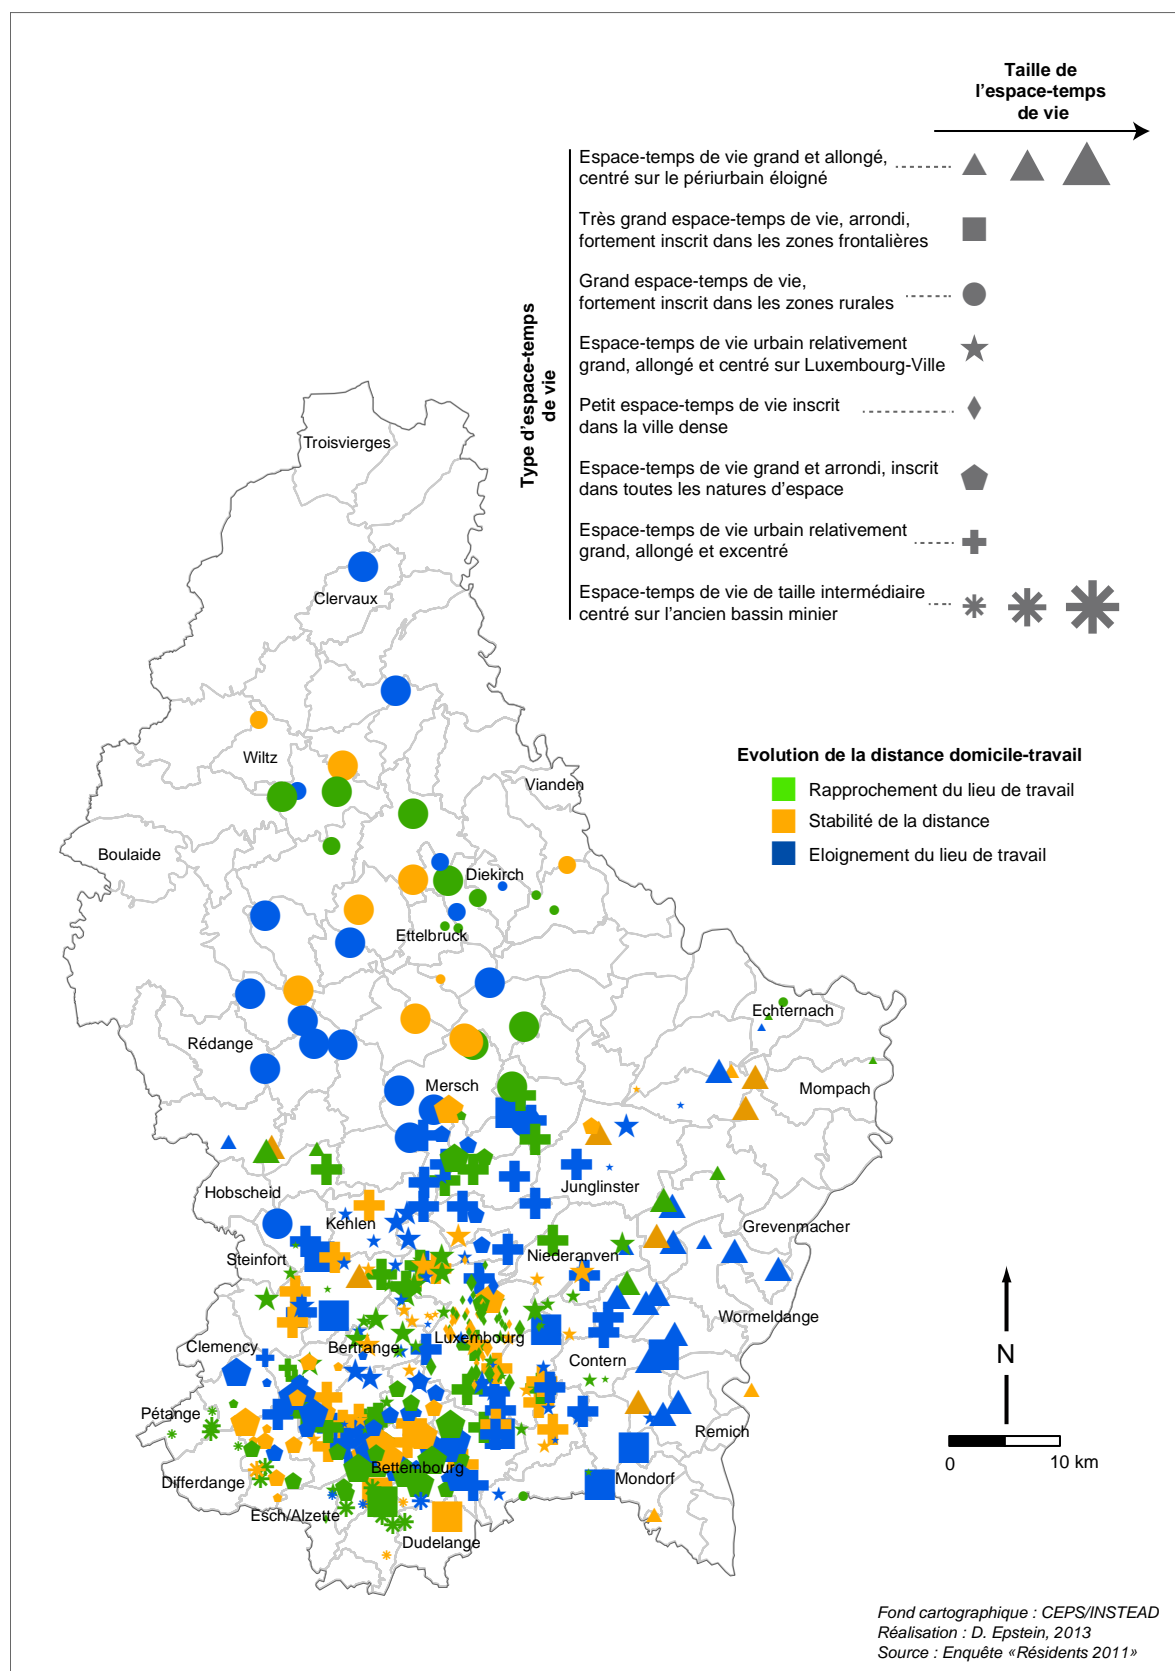 Taille de
l'espace-temps
de vie
Type d'espace-temps
de vie
Espace-temps de vie grand et allongé,
centré sur le périurbain éloigné
Très grand espace-temps de vie, arrondi,
fortement inscrit dans les zones frontalières
Grand espace-temps de vie,
fortement inscrit dans les zones rurales
Espace-temps de vie urbain relativement
grand, allongé et centré sur Luxembourg-Ville
Petit espace-temps de vie inscrit
dans la ville dense
Espace-temps de vie grand et arrondi, inscrit
dans toutes les natures d'espace
Espace-temps de vie urbain relativement
grand, allongé et excentré
Espace-temps de vie de taille intermédiaire
centré sur l'ancien bassin minier
Evolution de la distance domicile-travail
Rapprochement du lieu de travail
Stabilité de la distance
Eloignement du lieu de travail
Troisvierges
Clervaux
Wiltz
Vianden
Boulaide
Diekirch
Ettelbruck
Echternach
Rédange
Mersch
Mompach
Hobscheid
Junglinster
Kehlen
Grevenmacher
Steinfort
Niederanven
Wormeldange
Clemency
Bertrange
Luxembourg
Contern
Pétange
Remich
Differdange
Bettembourg
Mondorf
Esch/Alzette
Dudelange
N
0
10 km
Fond cartographique : CEPS/INSTEAD
Réalisation : D. Epstein, 2013
Source : Enquête «Résidents 2011»